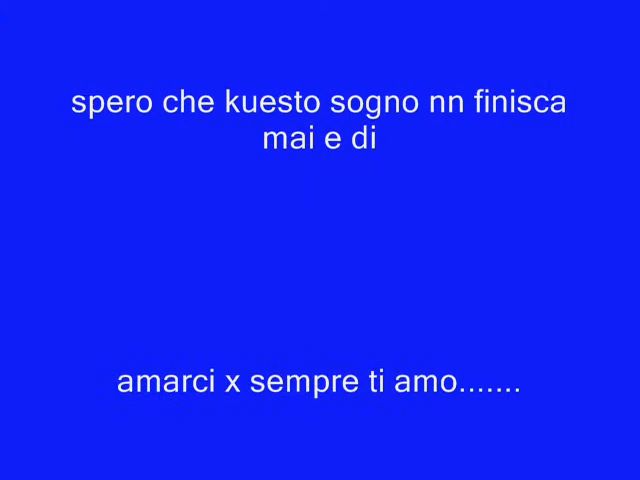 spero che kuesto sogno nn finisca
mai e di
amarci x sempre ti amo.......